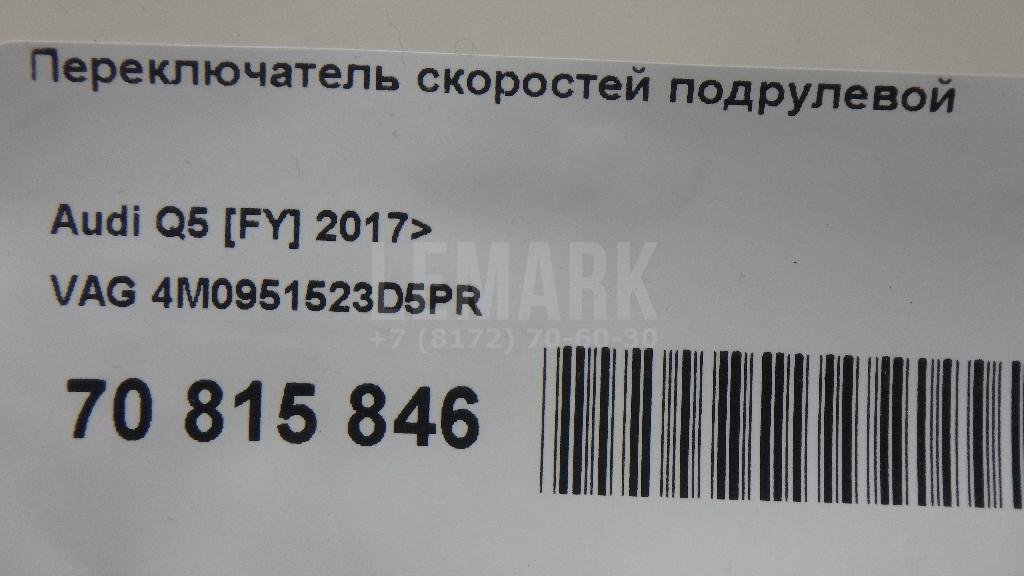 Переключатель скоростей подрулевой
Audi Q5 [FY] 2017>
LEMARK
VAG 4M0951523D5PR
+7 (8172) 70-60-30
70 815 846